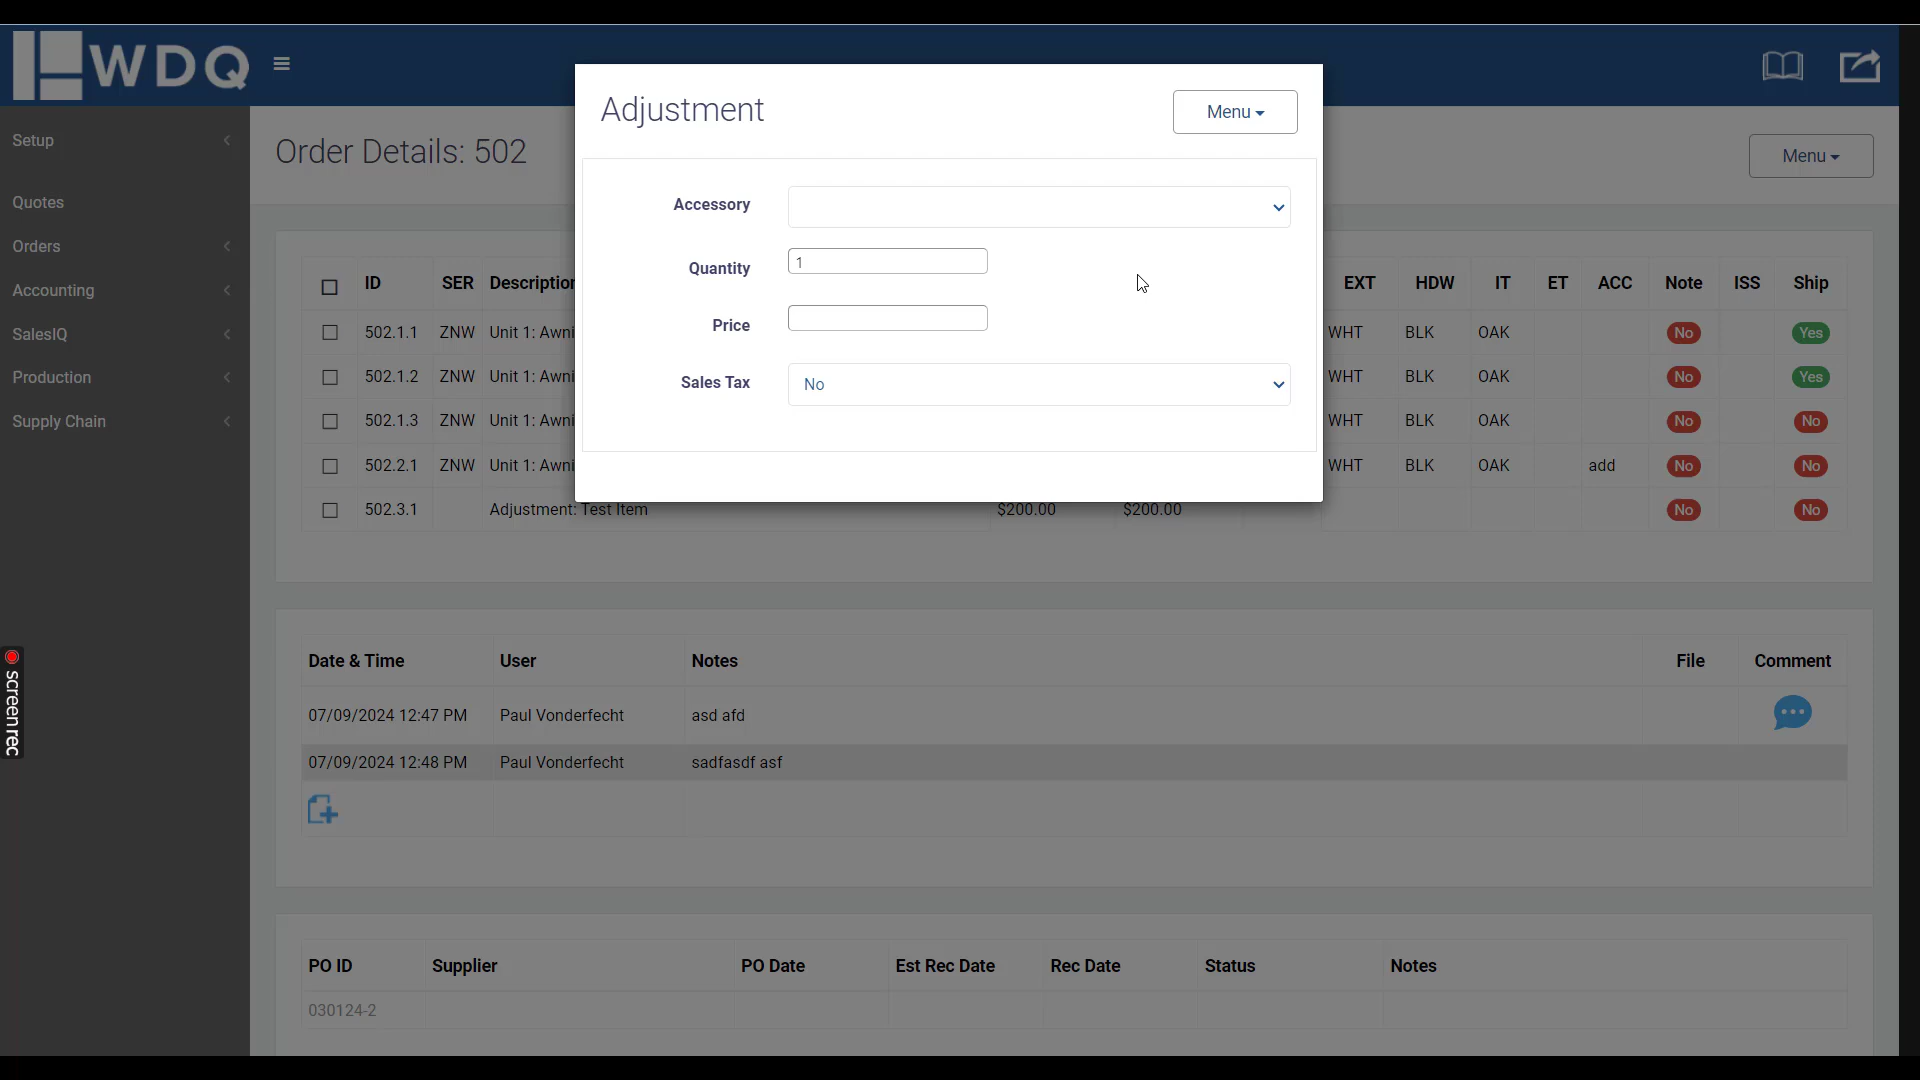 WDQ
Adjustment
Menu
Setup
Order Details: 502
Menu
Accessory
Quotes
Orders
Quantity
1
ID SER Description EXT HDW IT ET ACC Note ISS Ship
Accounting
Price
502.1.1 ZNW Unit 1: Awni WHT BLK OAK No Yes
SalesIQ
Production
Sales Tax
No
502.1.2 ZNW Unit 1: Awni WHT BLK OAK No Yes
Supply Chain
502.1.3 ZNW Unit 1: Awni WHT BLK OAK No No
502.2.1 ZNW Unit 1: Awni WHT BLK OAK add No No
502.3.1 Adjustment: Test Item $200.00 $200.00 No No
Date & Time User Notes File Comment
screenrec
07/09/2024 12:47 PM Paul Vonderfecht asd afd
07/09/2024 12:48 PM Paul Vonderfecht sadfasdf asf
PO ID Supplier PO Date Est Rec Date Rec Date Status Notes
030124-2